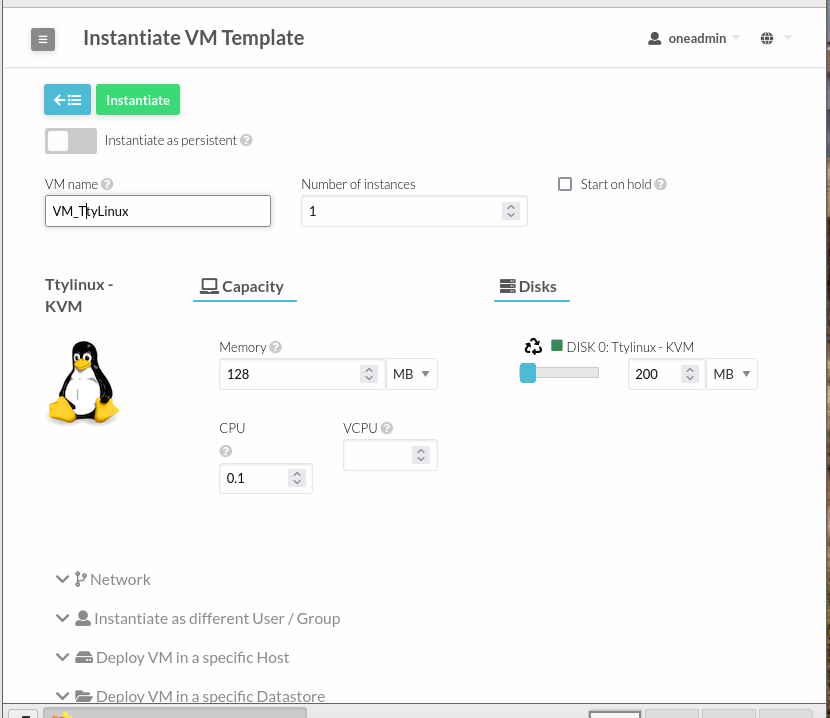 Instantiate VM Template
oneadmin
Instantiate
Instantiate as persistent
VM name
Number of instances
Start on hold
VM_TtyLinux
1
Ttylinux -
KVM
Capacity
Disks
Memory
DISK 0: Ttylinux - KVM
128
MB
200
MB
CPU
VCPU
0.1
Network
Instantiate as different User / Group
Deploy VM in a specific Host
Deploy VM in a specific Datastore